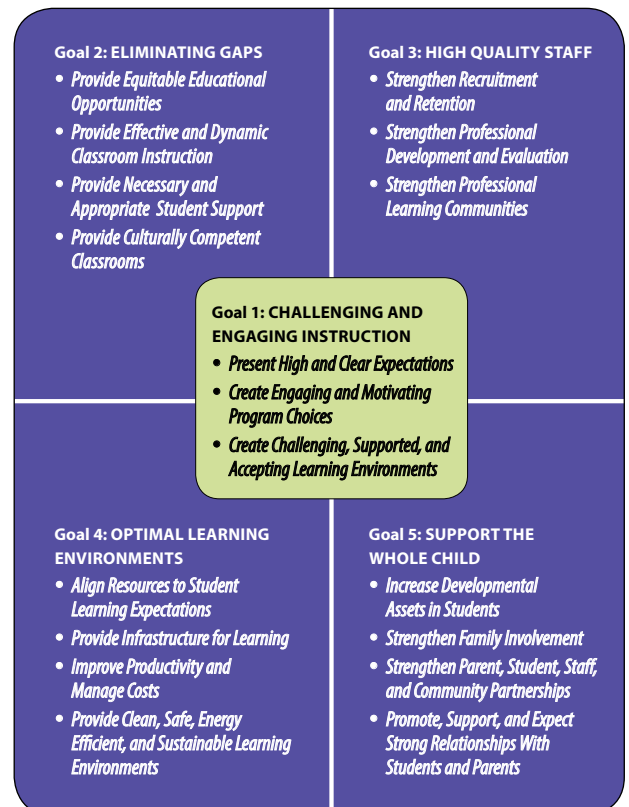 Goal 2: ELIMINATING GAPS
• Provide Equitable Educational
Opportunities
• Provide Effective and Dynamic
Classroom Instruction
• Provide Necessary and
Appropriate Student Support
• Provide Culturally Competent
Classrooms
Goal 3: HIGH QUALITY STAFF
• Strengthen Recruitment
and Retention
• Strengthen Professional
Development and Evaluation
• Strengthen Professional
Learning Communities
Goal 1: CHALLENGING AND
ENGAGING INSTRUCTION
• Present High and Clear Expectations
• Create Engaging and Motivating
Program Choices
• Create Challenging, Supported, and
Accepting Learning Environments
Goal 4: OPTIMAL LEARNING
ENVIRONMENTS
• Align Resources to Student
Learning Expectations
• Provide Infrastructure for Learning
• Improve Productivity and
Manage Costs
• Provide Clean, Safe, Energy
Efficient, and Sustainable Learning
Environments
Goal 5: SUPPORT THE
WHOLE CHILD
• Increase Developmental
Assets in Students
• Strengthen Family Involvement
• Strengthen Parent, Student, Staff,
and Community Partnerships
• Promote, Support, and Expect
Strong Relationships With
Students and Parents